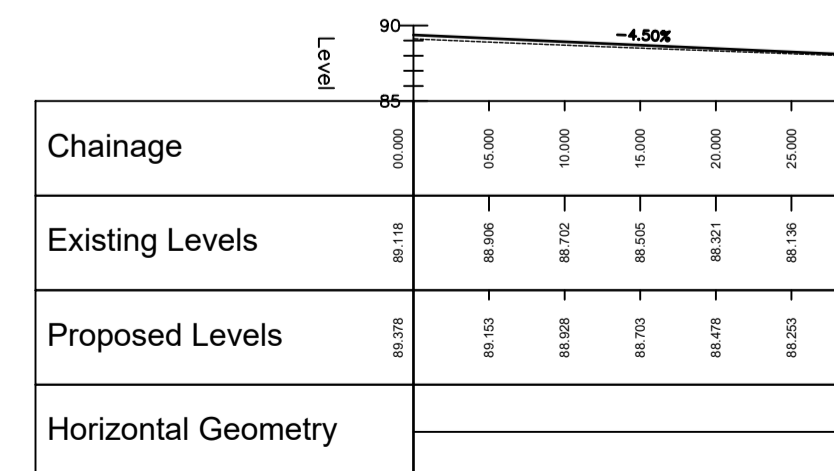 90
-4.50%
Level
85
Chainage 00.000 05.000 10.000 15.000 20.000 25.000
Existing Levels 89.118 88.906 88.702 88.505 88.321 88.136
Proposed Levels 89.378 89.153 88.928 88.703 88.478 88.253
Horizontal Geometry